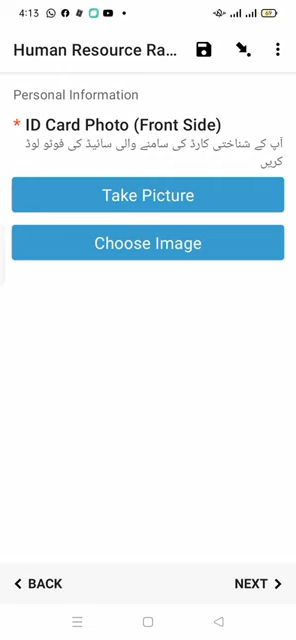 4:13
69
Human Resource Ra...
Personal Information
* ID Card Photo (Front Side)
آپ کے شناختی کارڈ کی سامنے والی سائیڈ کی فوٹو لوڈ
کریں
Take Picture
Choose Image
BACK
NEXT